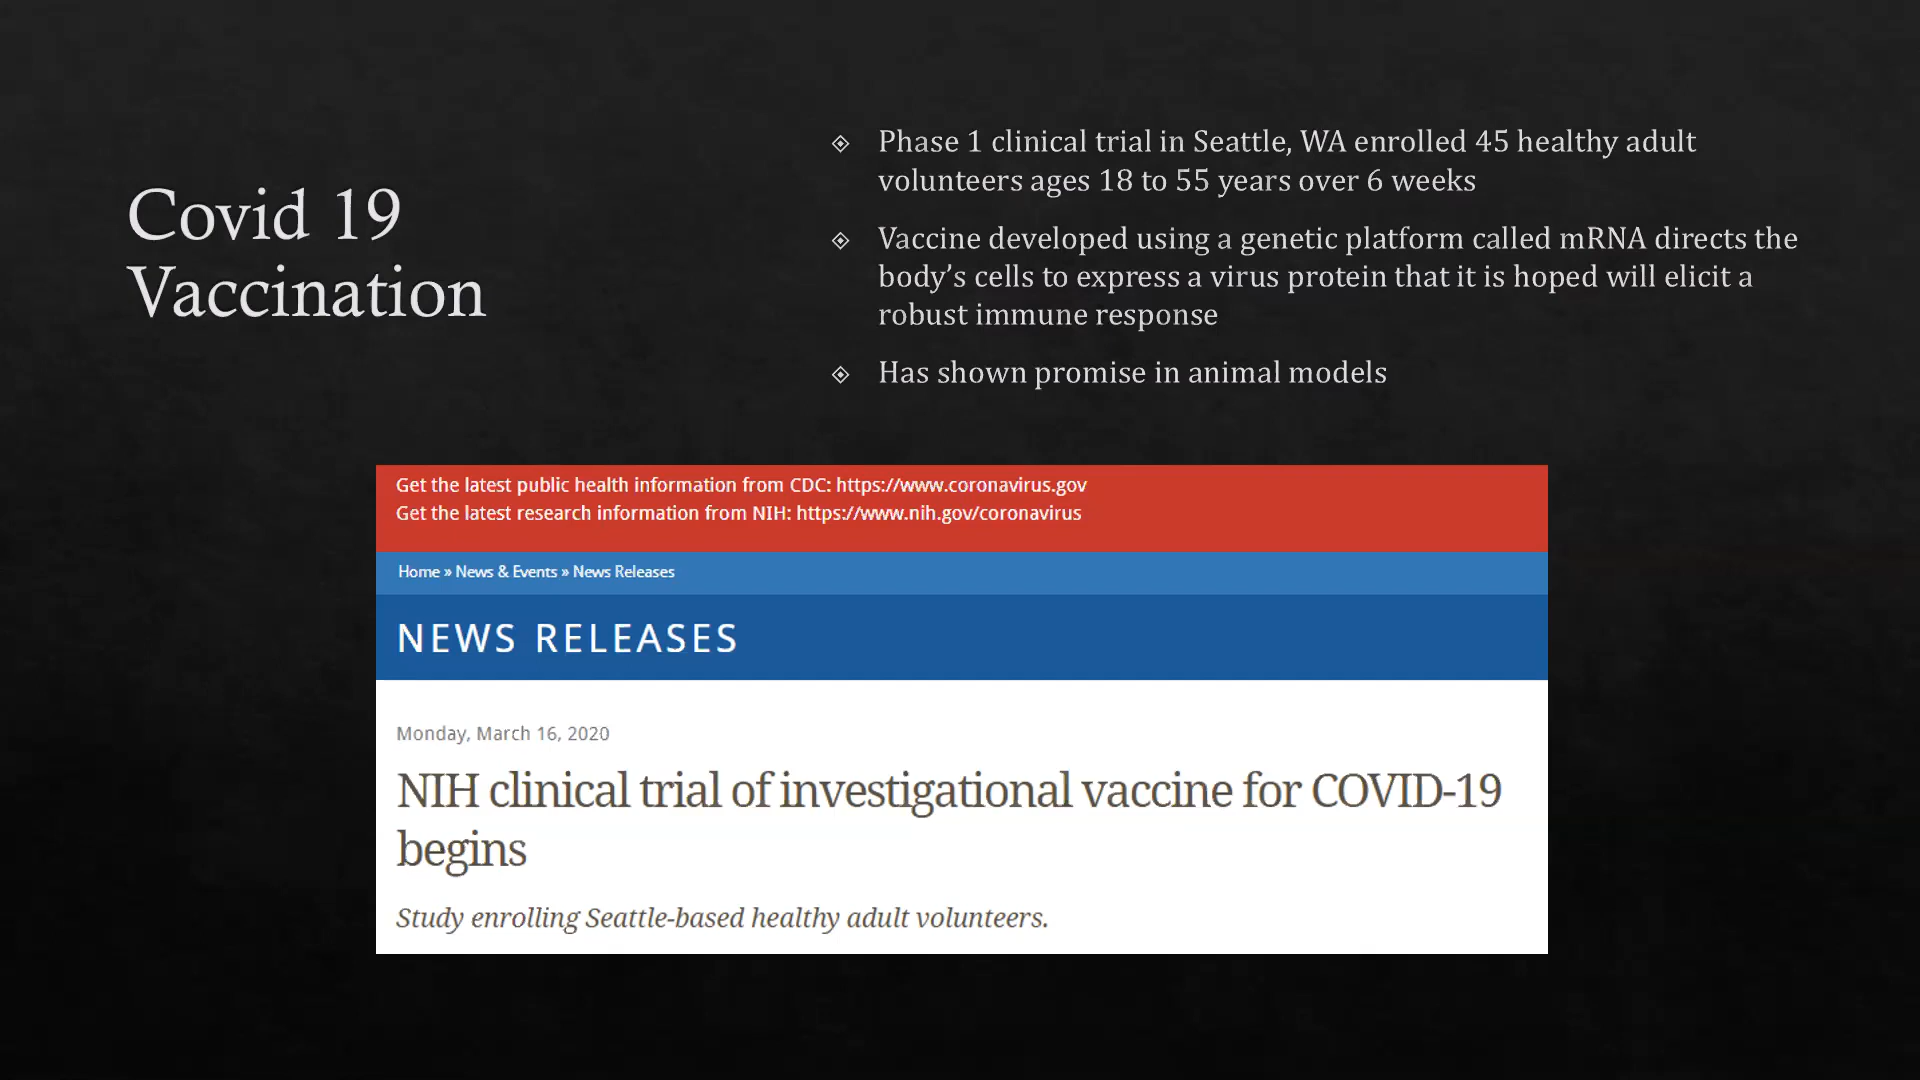 Covid 19
Vaccination
Phase 1 clinical trial in Seattle, WA enrolled 45 healthy adult
volunteers ages 18 to 55 years over 6 weeks
Vaccine developed using a genetic platform called mRNA directs the
body’s cells to express a virus protein that it is hoped will elicit a
robust immune response
Has shown promise in animal models
Get the latest public health information from CDC: https://www.coronavirus.gov
Get the latest research information from NIH: https://www.nih.gov/coronavirus
Home » News & Events » News Releases
NEWS RELEASES
Monday, March 16, 2020
NIH clinical trial of investigational vaccine for COVID-19
begins
Study enrolling Seattle-based healthy adult volunteers.